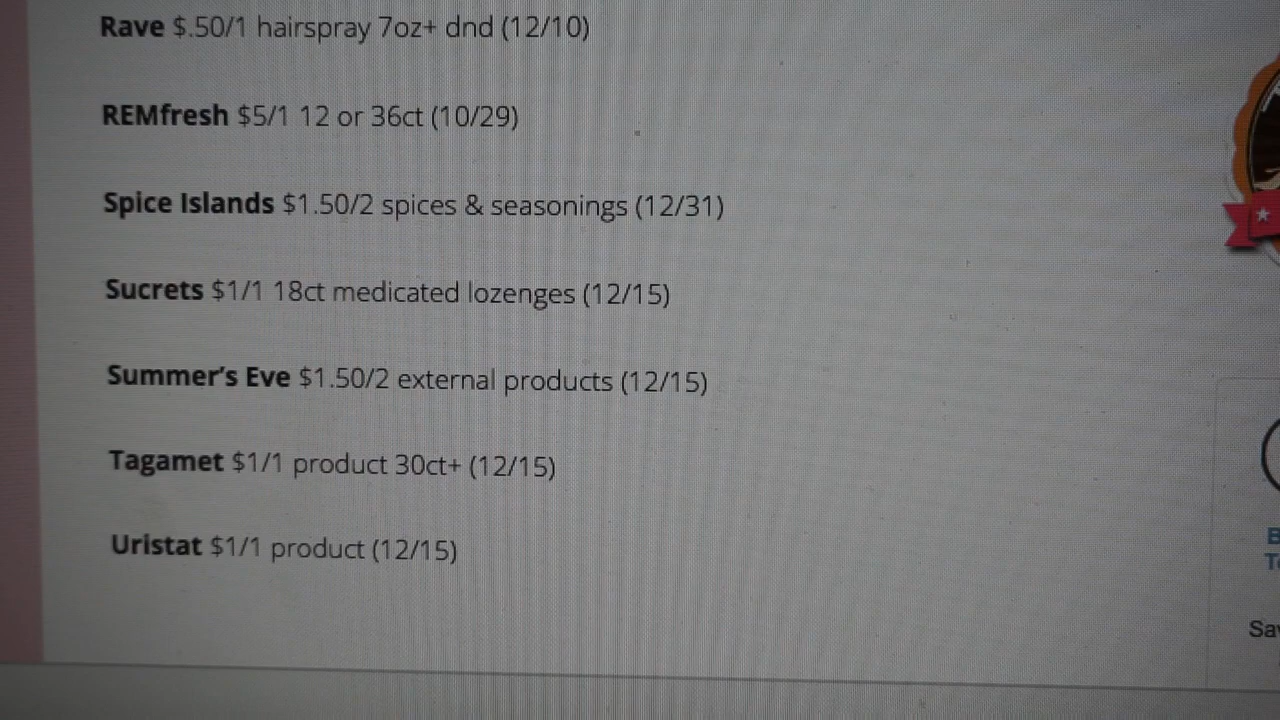 Rave $.50/1 hairspray 7oz+ dnd (12/10)
REMfresh $5/1 12 or 36ct (10/29)
Spice Islands $1.50/2 spices & seasonings (12/31)
Sucrets $1/1 18ct medicated lozenges (12/15)
Summer's Eve $1.50/2 external products (12/15)
Tagamet $1/1 product 30ct+ (12/15)
Uristat $1/1 product (12/15)